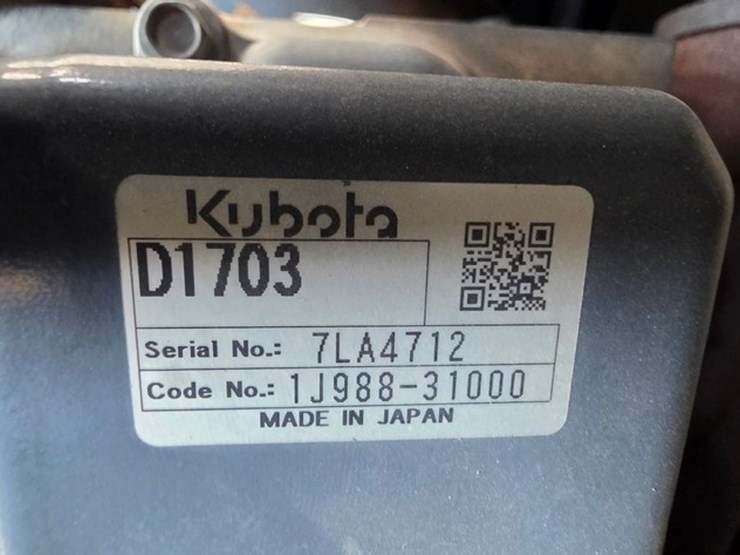 Kubota
D1703
Serial No.: 7LA4712
Code No.: 1J988-31000
MADE IN JAPAN